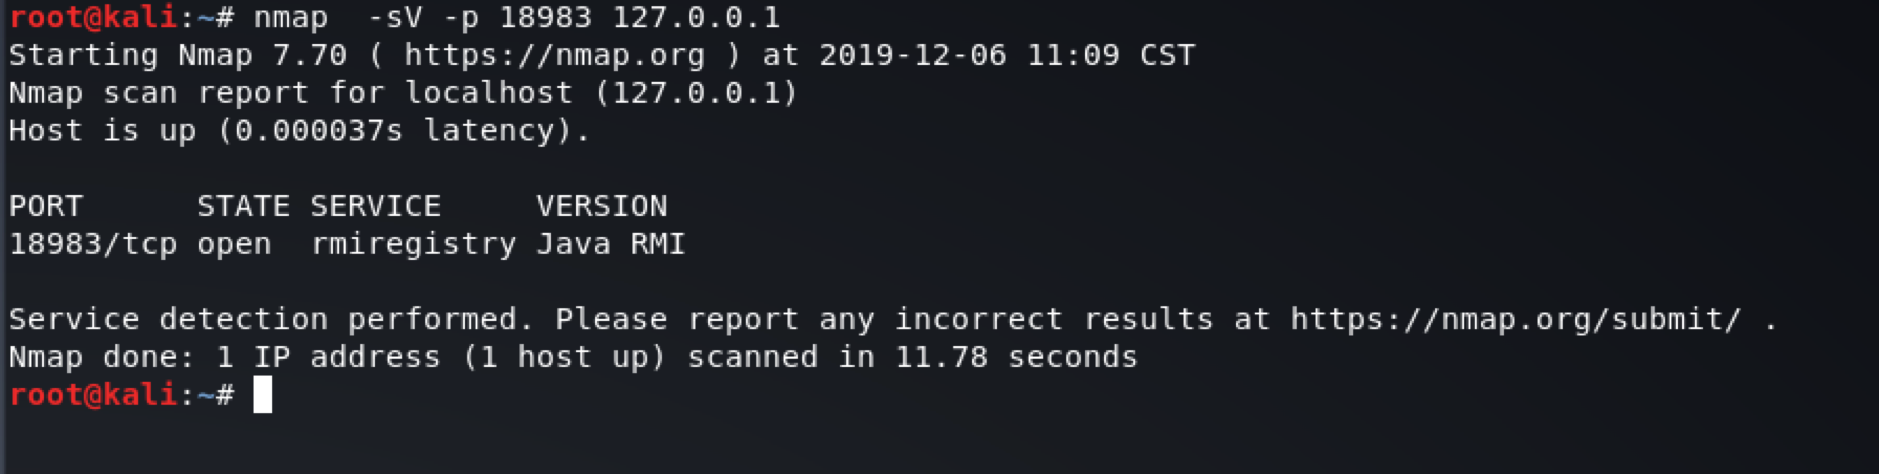 root@kali:~# nmap  -sV -p 18983 127.0.0.1
Starting Nmap 7.70 ( https://nmap.org ) at 2019-12-06 11:09 CST
Nmap scan report for localhost (127.0.0.1)
Host is up (0.000037s latency).
PORT      STATE SERVICE     VERSION
18983/tcp open  rmiregistry Java RMI
Service detection performed. Please report any incorrect results at https://nmap.org/submit/ .
Nmap done: 1 IP address (1 host up) scanned in 11.78 seconds
root@kali:~#